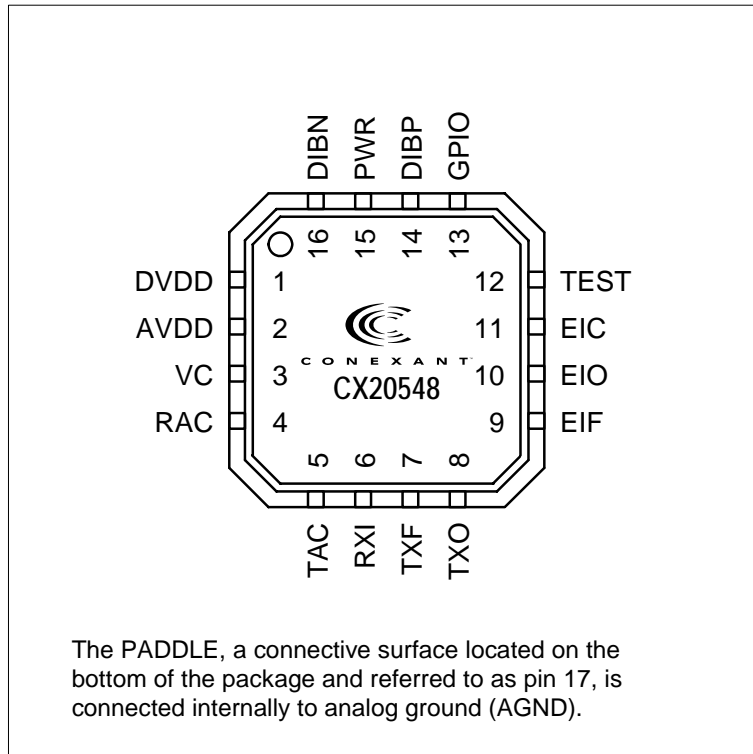 DIBN
PWR
DIBP
GPIO
16
15
14
13
DVDD 1
12 TEST
AVDD 2
11 EIC
VC 3
10 EIO
RAC 4
9 EIF
CONEXANT
CX20548
5
6
7
8
TAC
RXI
TXF
TXO
The PADDLE, a connective surface located on the
bottom of the package and referred to as pin 17, is
connected internally to analog ground (AGND).